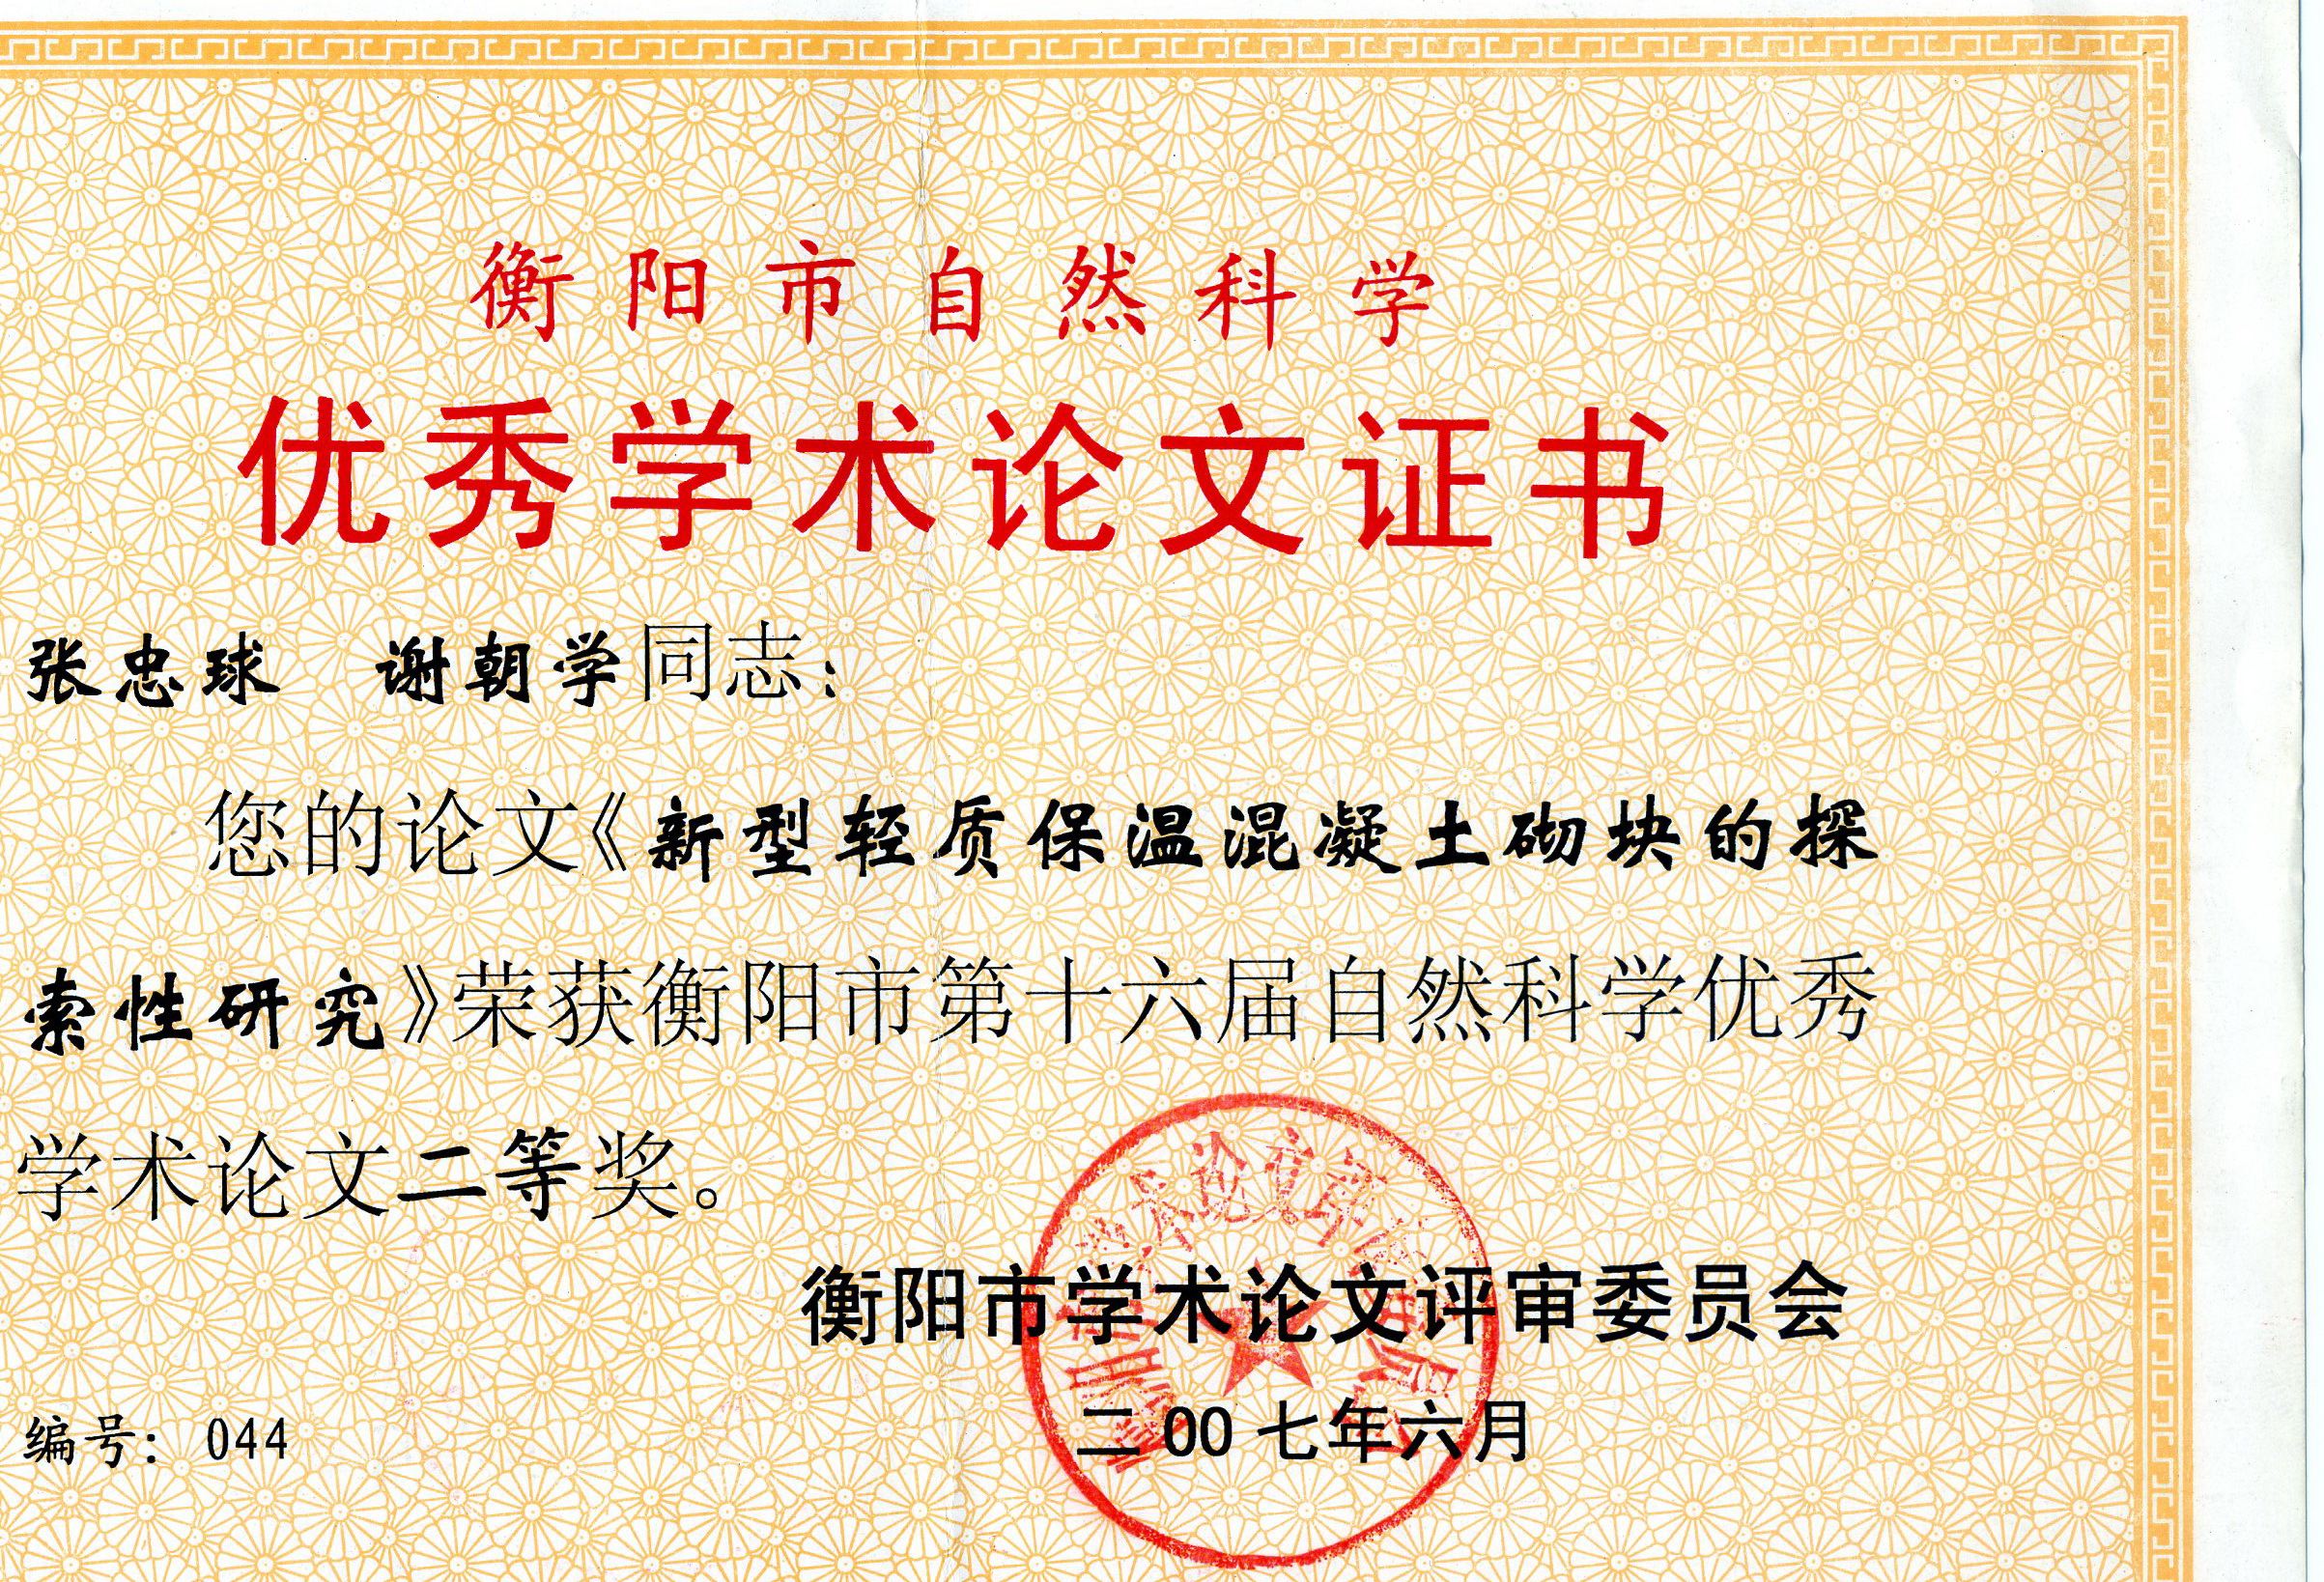 衡阳市自然科学
优秀学术论文证书
张忠球 谢朝学同志:
您的论文《新型轻质保温混凝土砌块的探
索性研究》荣获衡阳市第十六届自然科学优秀
学术论文二等奖。
衡阳市学术论文评审委员会
编号: 044
二00七年六月